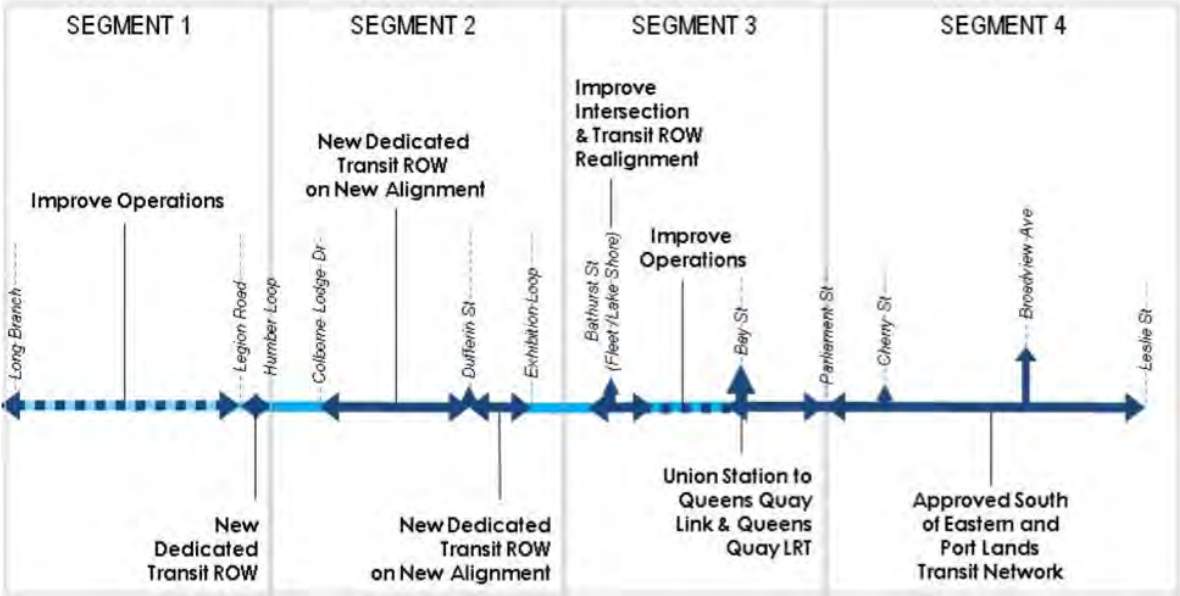 SEGMENT 1
SEGMENT 2
SEGMENT 3
SEGMENT 4
Improve Operations
New Dedicated
Transit ROW
on New Alignment
Improve
Intersection
& Transit ROW
Realignment
Improve
Operations
Long Branch
Legion Road
Humber Loop
Colborne Lodge Dr
Dufferin St
Exhibition Loop
Bathurst St
(Fleet/Lake Shore)
Bay St
Parliament St
Cherry St
Broadview Ave
Leslie St
New
Dedicated
Transit ROW
New Dedicated
Transit ROW
on New Alignment
Union Station to
Queens Quay
Link & Queens
Quay LRT
Approved South
of Eastern and
Port Lands
Transit Network